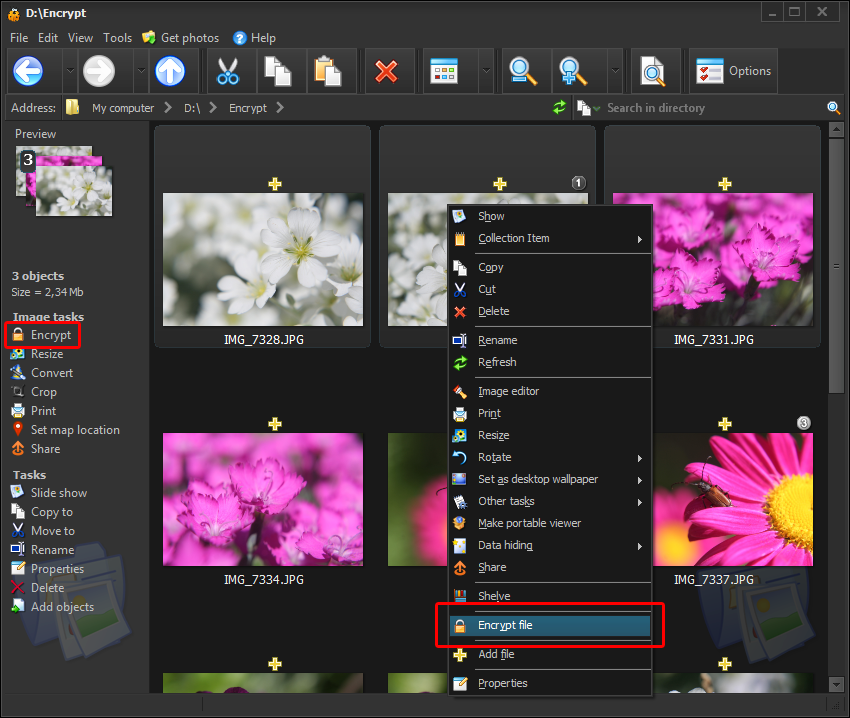 D:\Encrypt
File Edit View Tools Get photos Help
Options
Address: My computer D:\ Encrypt Search in directory
Preview
3
3 objects
Size = 2,34 Mb
Image tasks
Encrypt
Resize
Convert
Crop
Print
Set map location
Share
Tasks
Slide show
Copy to
Move to
Rename
Properties
Delete
Add objects
1
IMG_7328.JPG
IMG_7331.JPG
3
IMG_7334.JPG
IMG_7337.JPG
Show
Collection Item
Copy
Cut
Delete
Rename
Refresh
Image editor
Print
Resize
Rotate
Set as desktop wallpaper
Other tasks
Make portable viewer
Data hiding
Share
Shelve
Encrypt file
Add file
Properties